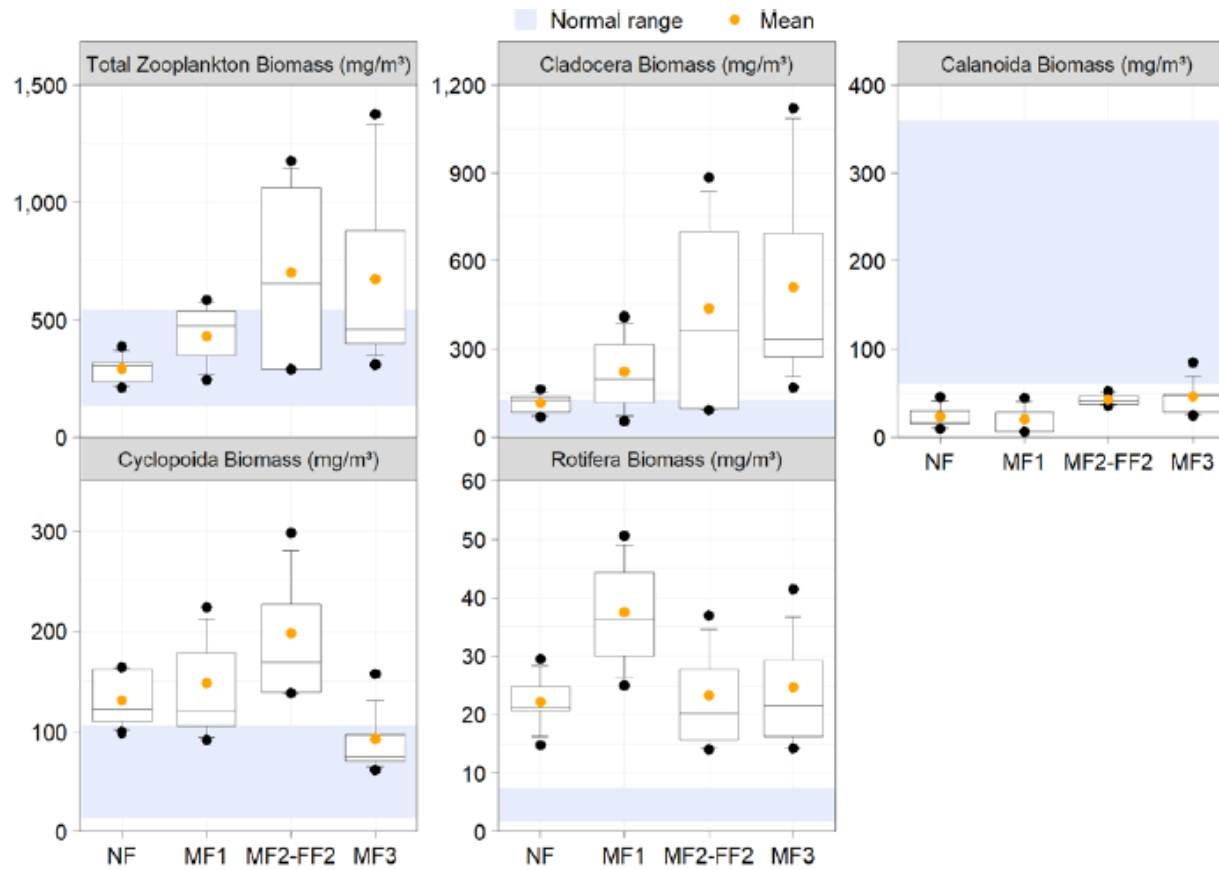 Normal range Mean
Total Zooplankton Biomass (mg/m³) Cladocera Biomass (mg/m³) Calanoida Biomass (mg/m³)
1,500 1,200 400
1,000 900 300
600 200
500 300 100
0 0 0
NF MF1 MF2-FF2 MF3
Cyclopoida Biomass (mg/m³) Rotifera Biomass (mg/m³)
60
300 50
200 40
30
100 20
10
0 0
NF MF1 MF2-FF2 MF3 NF MF1 MF2-FF2 MF3